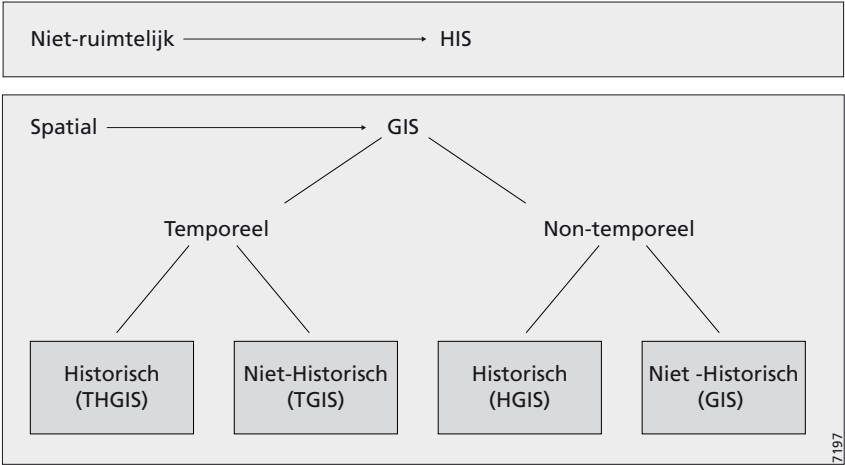 Niet-ruimtelijk HIS
Spatial GIS
Temporeel Non-temporeel
Historisch (THGIS)
Niet-Historisch (TGIS)
Historisch (HGIS)
Niet -Historisch (GIS)
7197